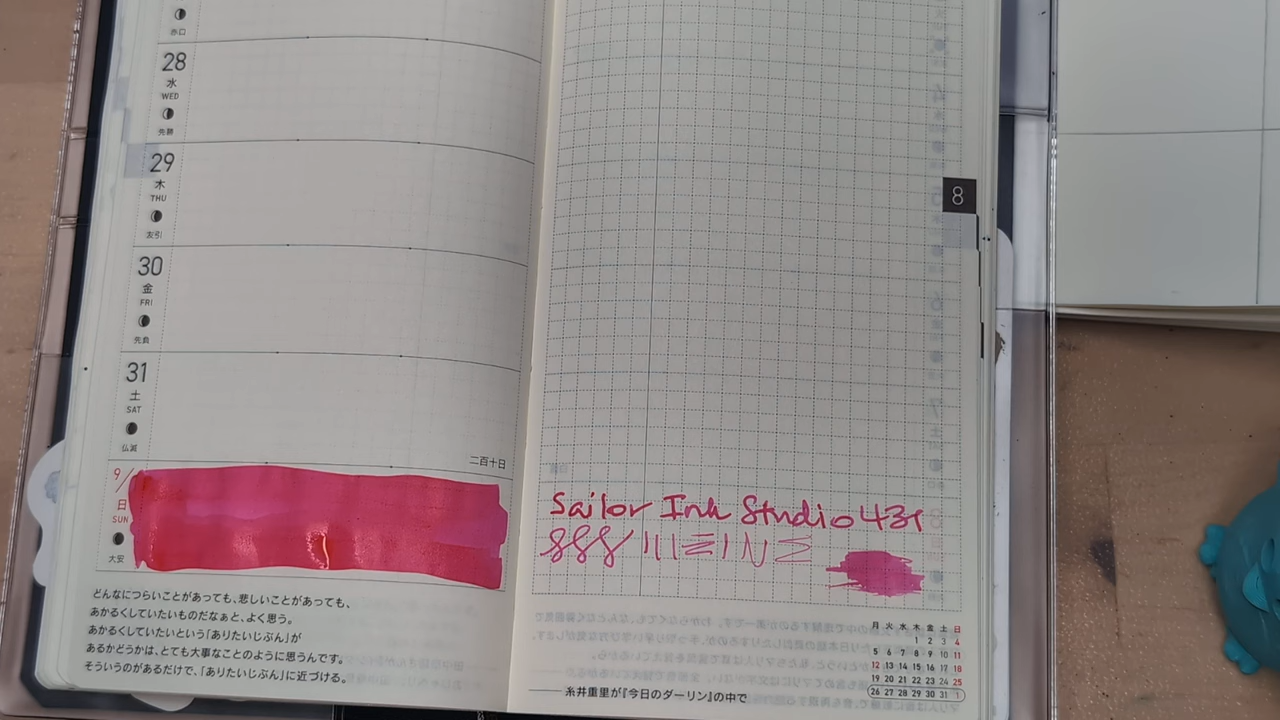 赤口
28
水
WED
先勝
29
木
THU
友引
30
金
FRI
先負
31
土
SAT
仏滅
二百十日
9/
日
SUN
大安
どんなにつらいことがあっても、悲しいことがあっても、
あかるくしていたいものだなぁと、よく思う。
あかるくしていたいという「ありたいじぶん」が
あるかどうかは、とても大事なことのように思うんです。
そういうのがあるだけで、「ありたいじぶん」に近づける。
8
Sailor Ink Studio 431
糸井重里が『今日のダーリン』の中で
月 火 水 木 金 土 日
1 2 3 4
5 6 7 8 9 10 11
12 13 14 15 16 17 18
19 20 21 22 23 24 25
26 27 28 29 30 31 1